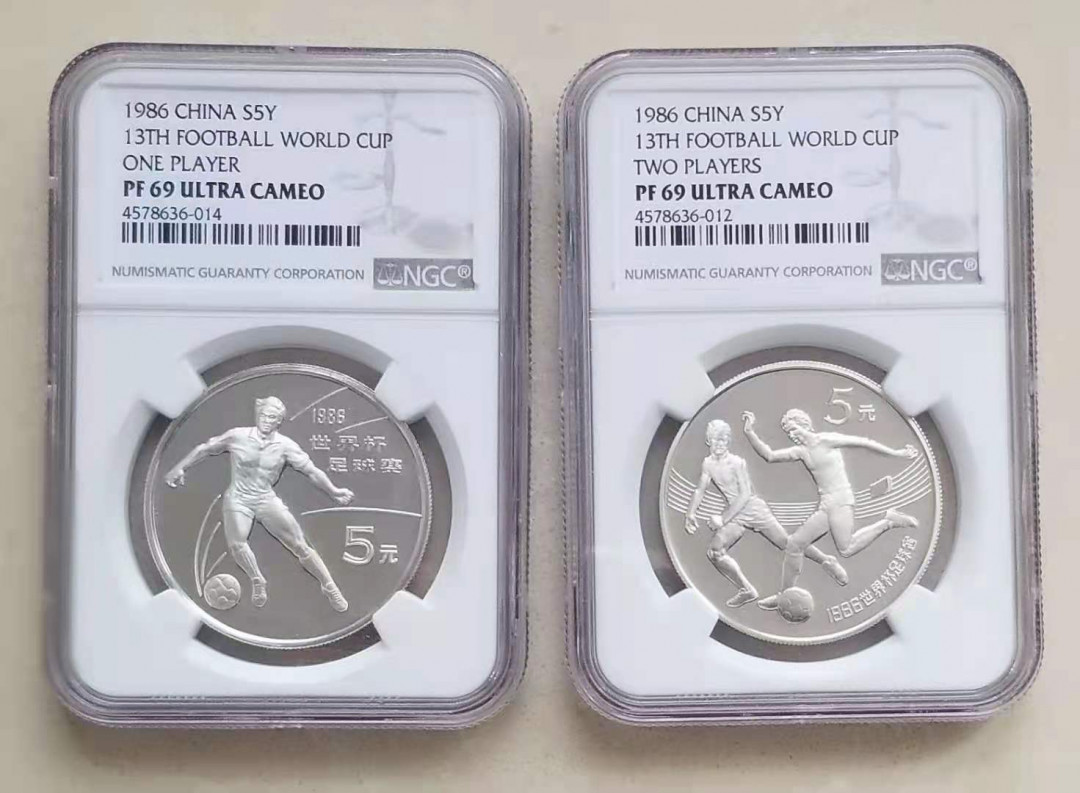 1986 CHINA S5Y
13TH FOOTBALL WORLD CUP
ONE PLAYER
PF 69 ULTRA CAMEO
4578636-014
NUMISMATIC GUARANTY CORPORATION NGC®
1986
世界杯
足球赛
5元
1986 CHINA S5Y
13TH FOOTBALL WORLD CUP
TWO PLAYERS
PF 69 ULTRA CAMEO
4578636-012
NUMISMATIC GUARANTY CORPORATION NGC®
5元
1986世界杯足球赛